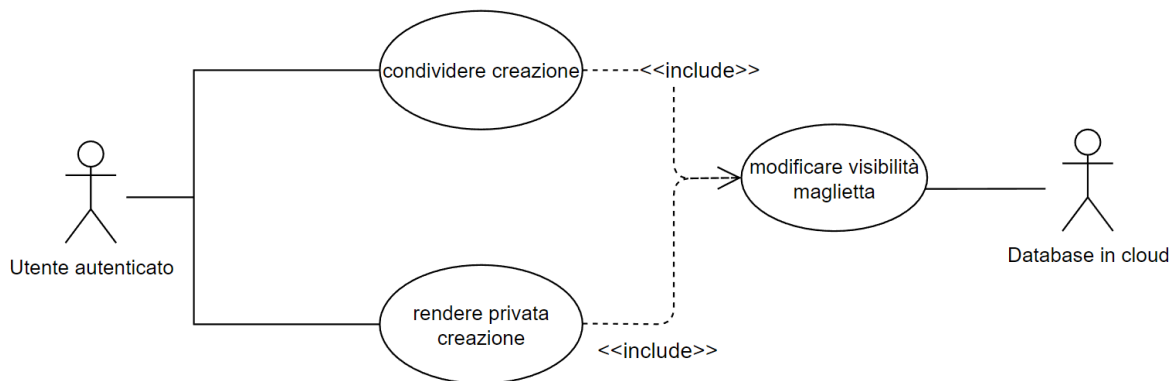 condividere creazione
<<include>>
modificare visibilità
maglietta
Utente autenticato
Database in cloud
rendere privata
creazione
<<include>>